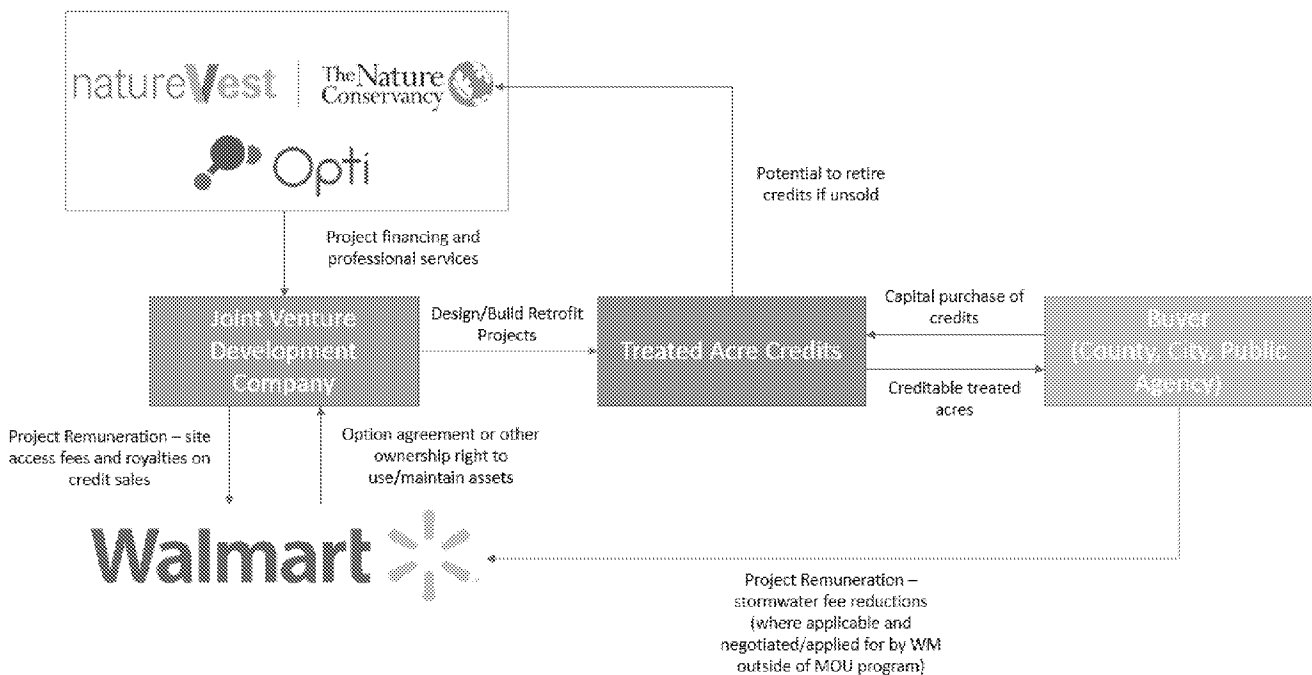 natureVest
The Nature
Conservancy
Opti
Potential to retire
credits if unsold
Project financing and
professional services
Joint Venture
Development
Company
Design/Build Retrofit
Projects
Treated Acre Credits
Capital purchase of
credits
Creditable treated
acres
Buyer
(County, City, Public
Agency)
Project Remuneration – site
access fees and royalties on
credit sales
Option agreement or other
ownership right to
use/maintain assets
Walmart
Project Remuneration –
stormwater fee reductions
(where applicable and
negotiated/applied for by WM
outside of MOU program)